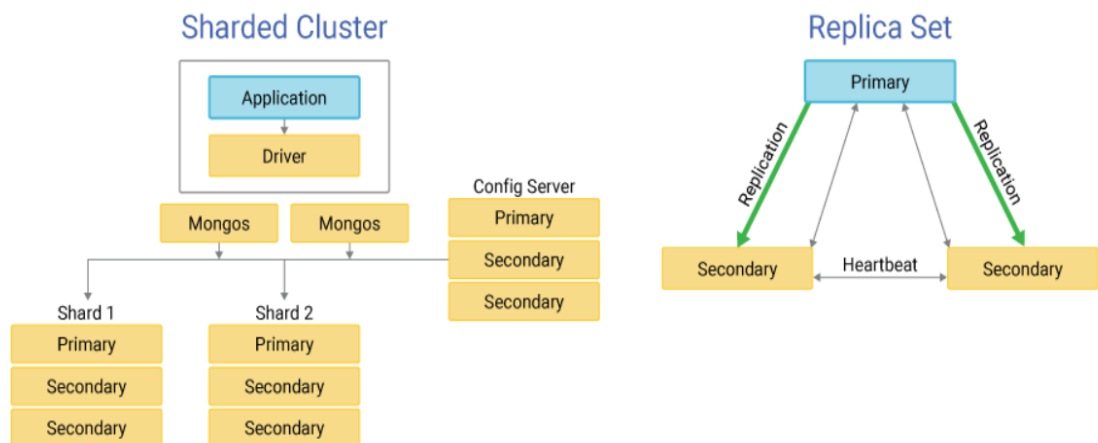 Sharded Cluster
Application
Driver
Config Server
Mongos
Mongos
Primary
Secondary
Secondary
Shard 1
Primary
Secondary
Secondary
Shard 2
Primary
Secondary
Secondary
Replica Set
Primary
Replication
Replication
Secondary
Heartbeat
Secondary